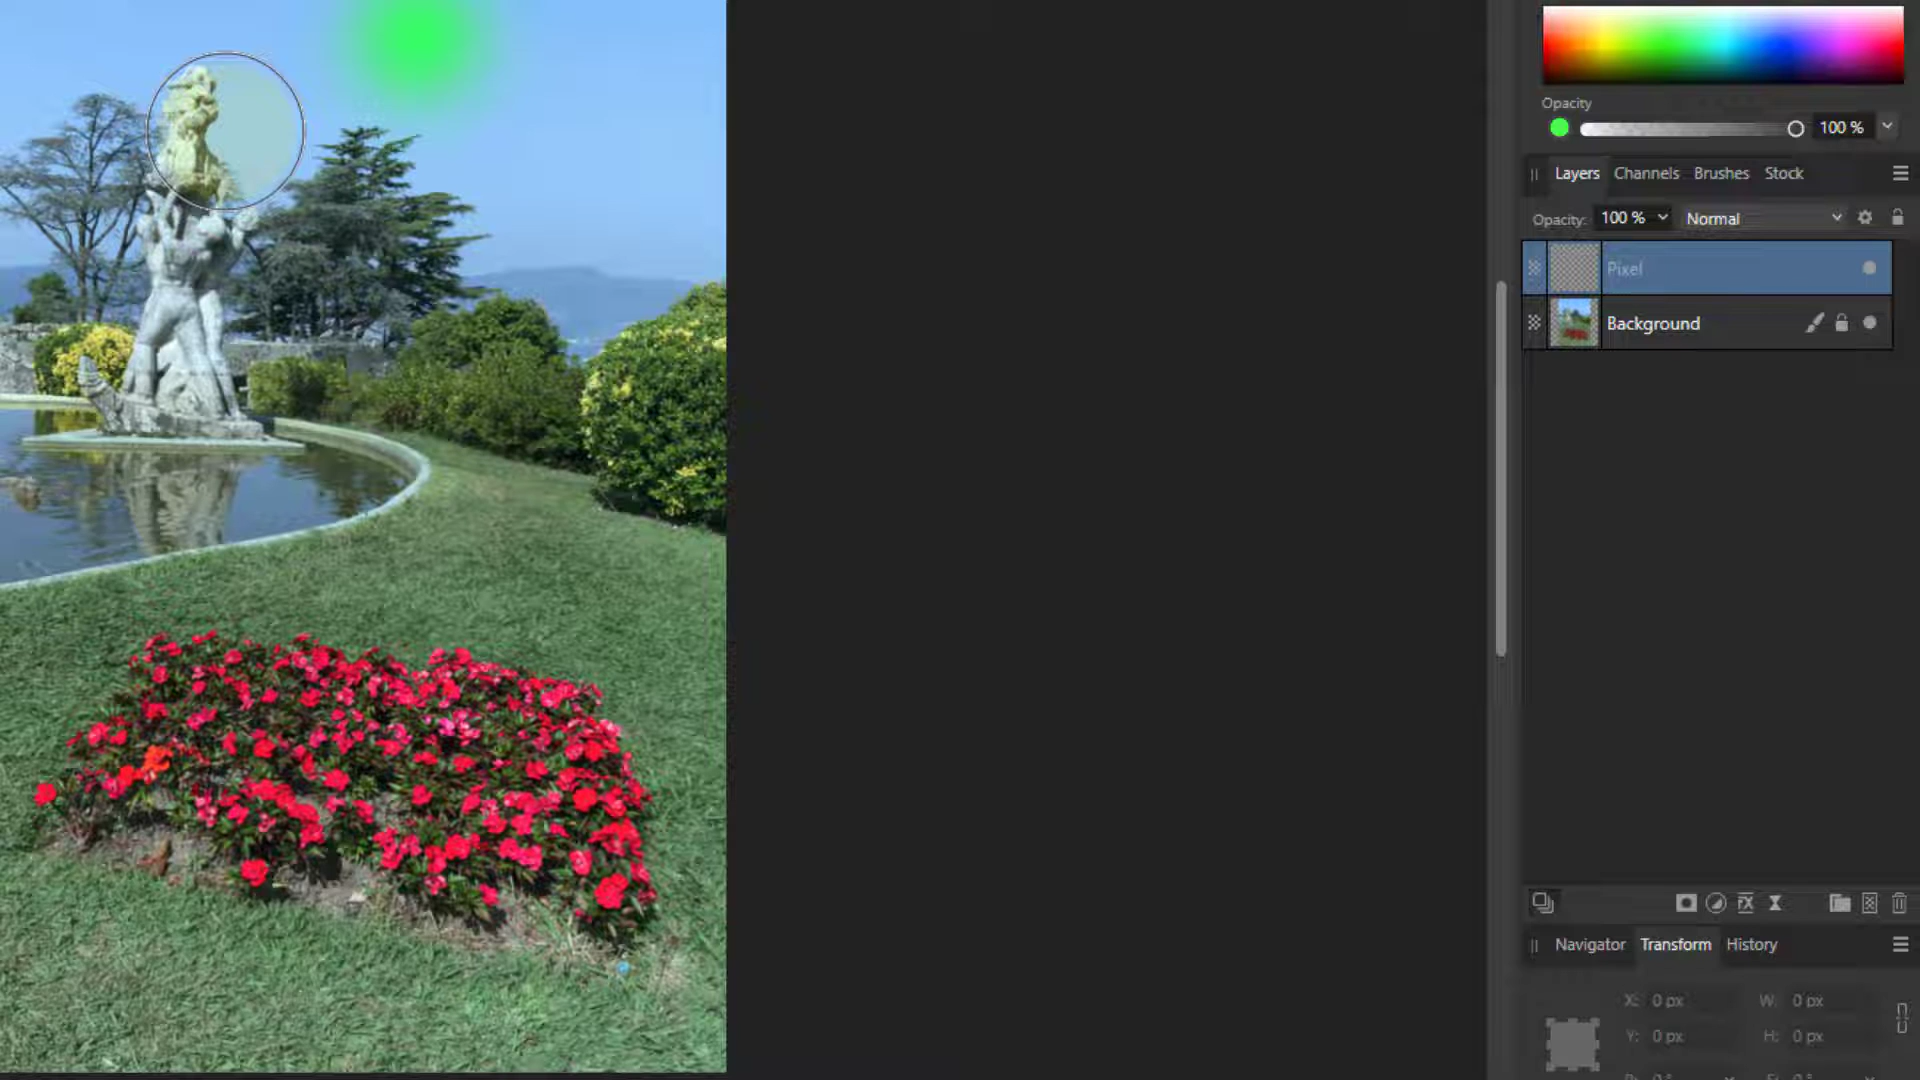 Opacity
100 %
Layers Channels Brushes Stock
Opacity: 100 % Normal
Pixel
Background
Navigator Transform History
X: 0 px W: 0 px
Y: 0 px H: 0 px